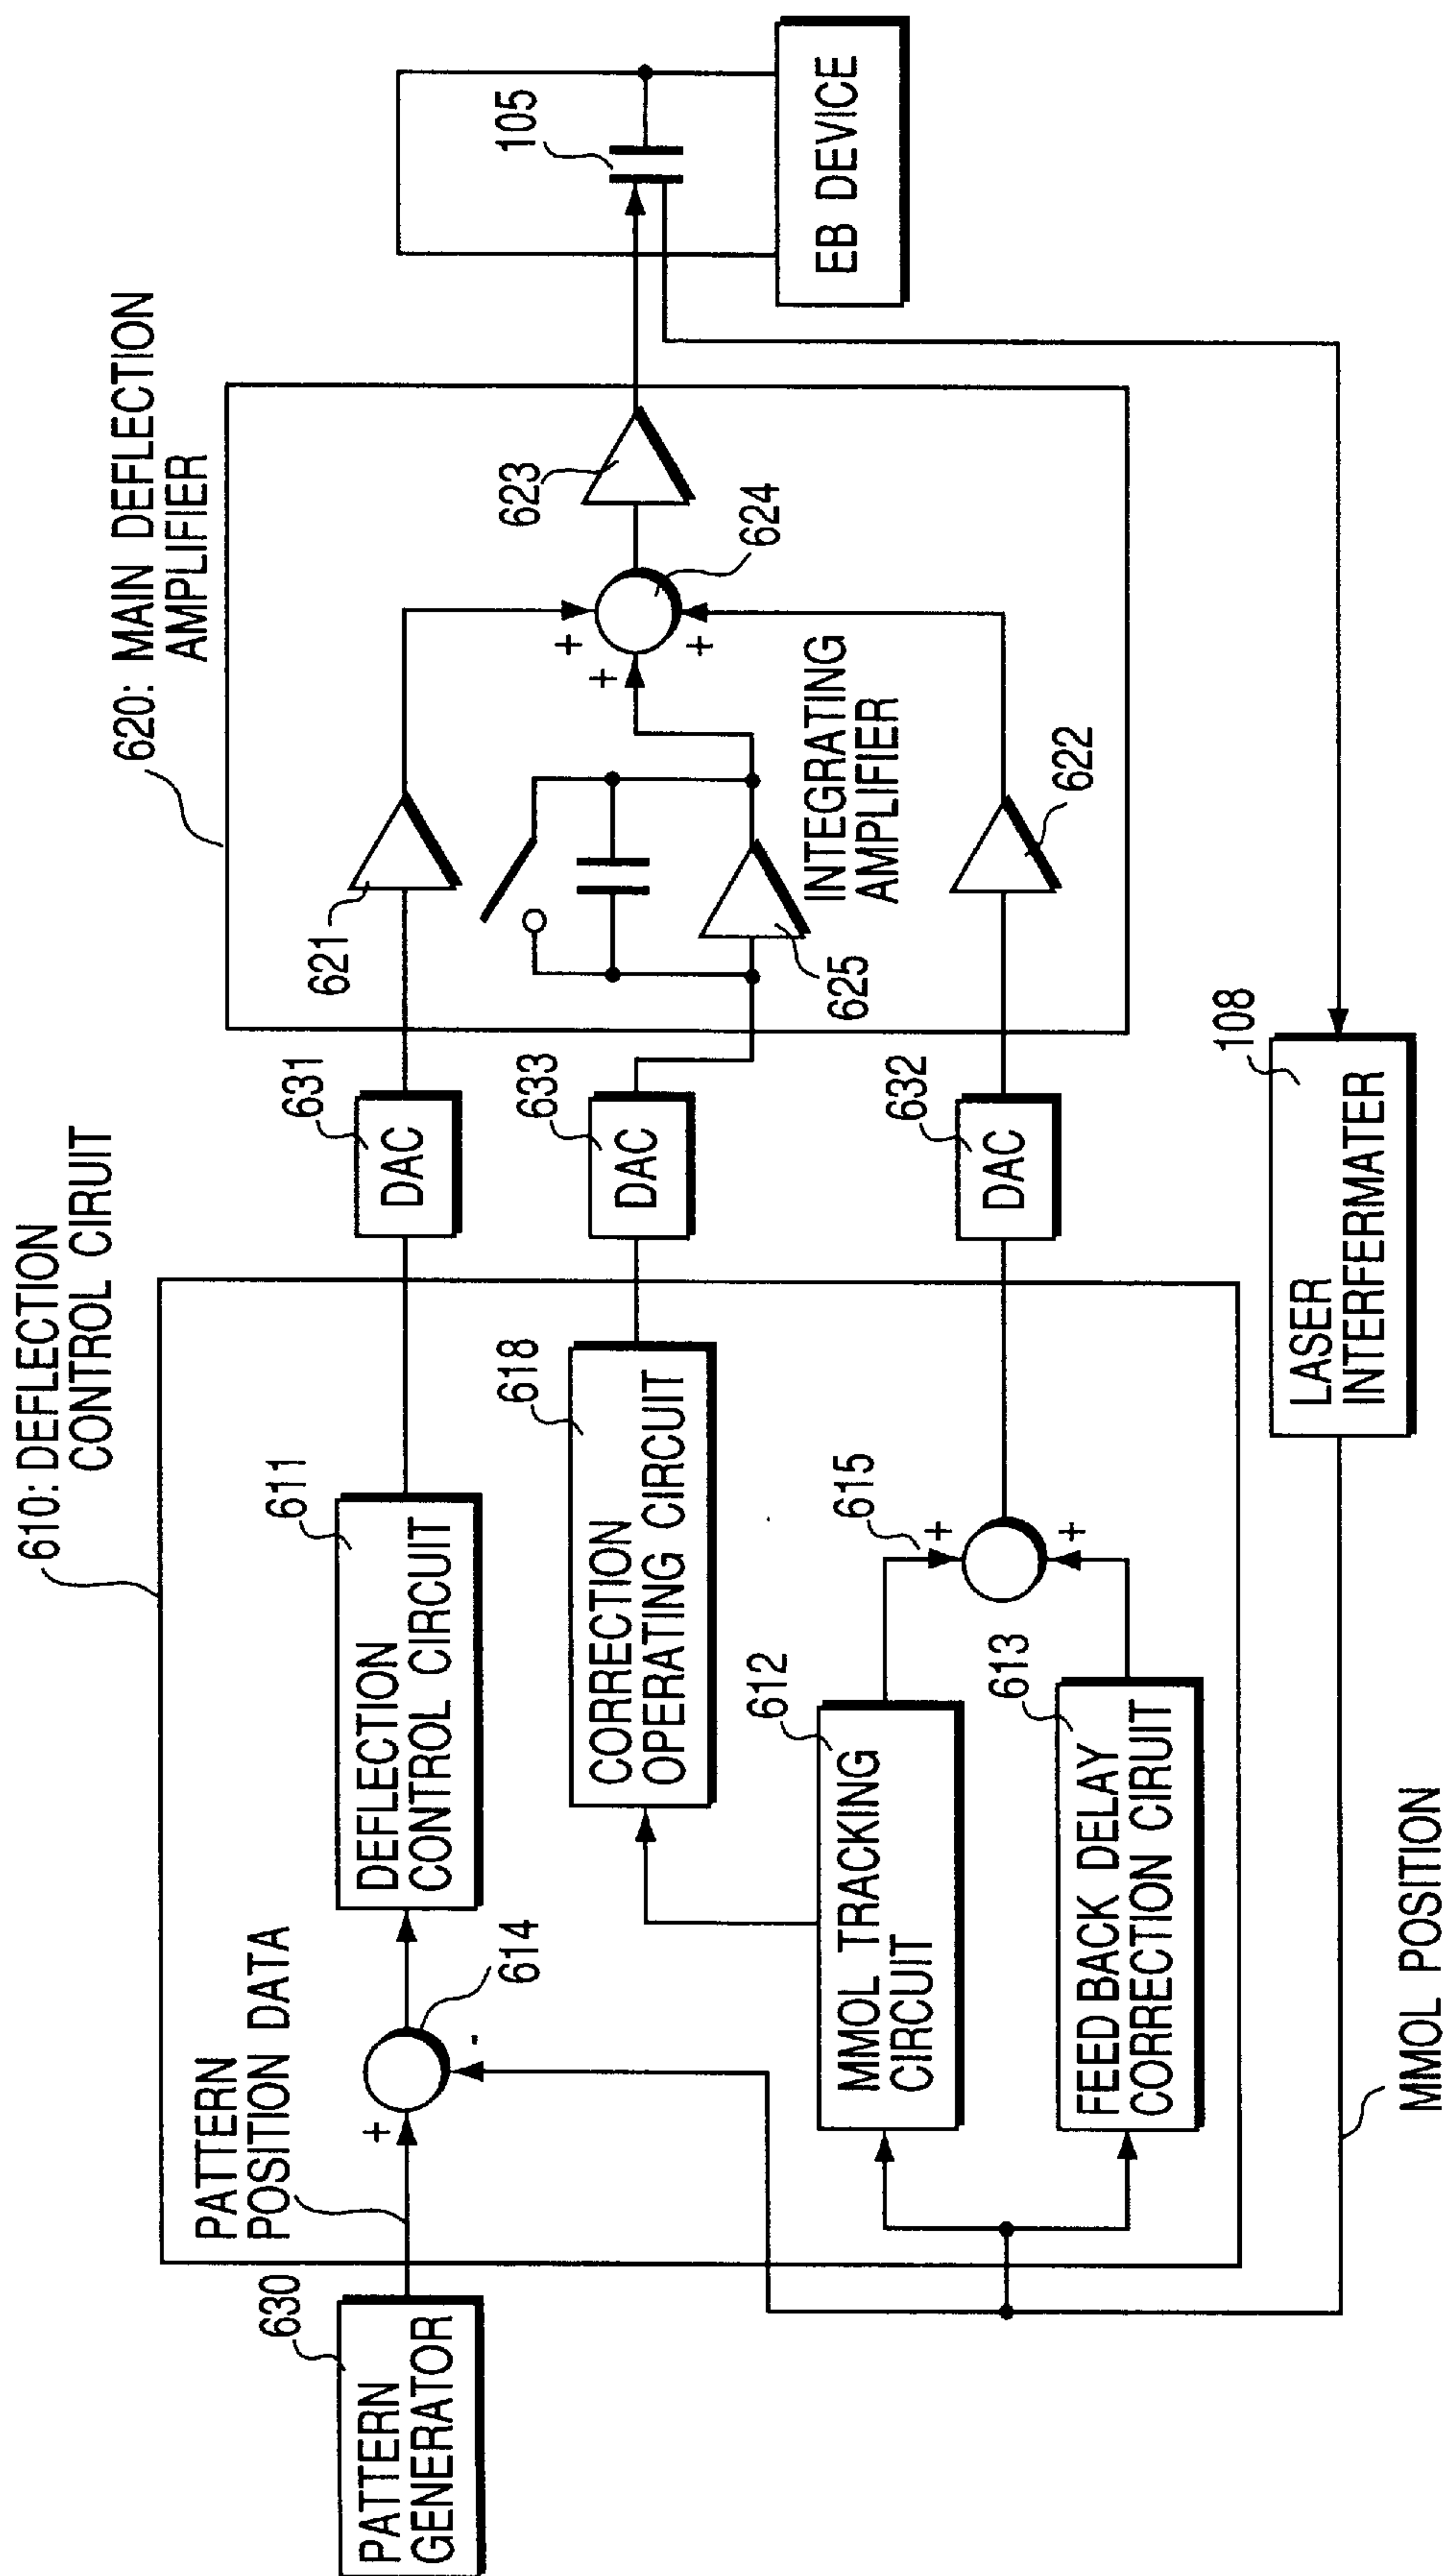 610: DEFLECTION
CONTROL CIRUIT
620: MAIN DEFLECTION
AMPLIFIER
630
PATTERN
GENERATOR
PATTERN
POSITION DATA
+
-
614
611
DEFLECTION
CONTROL CIRCUIT
631
DAC
621
618
CORRECTION
OPERATING CIRCUIT
633
DAC
625
INTEGRATING
AMPLIFIER
+
+
+
624
623
105
EB DEVICE
612
MMOL TRACKING
CIRCUIT
613
FEED BACK DELAY
CORRECTION CIRUIT
615
+
+
632
DAC
622
108
LASER
INTERFERMATER
MMOL POSITION